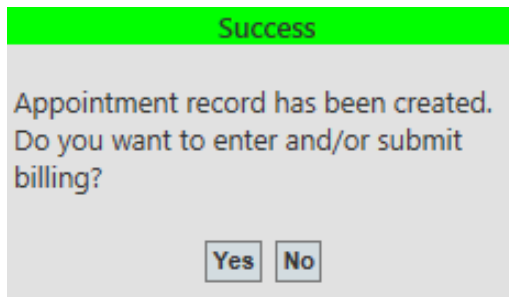 Success
Appointment record has been created.
Do you want to enter and/or submit
billing?
Yes No